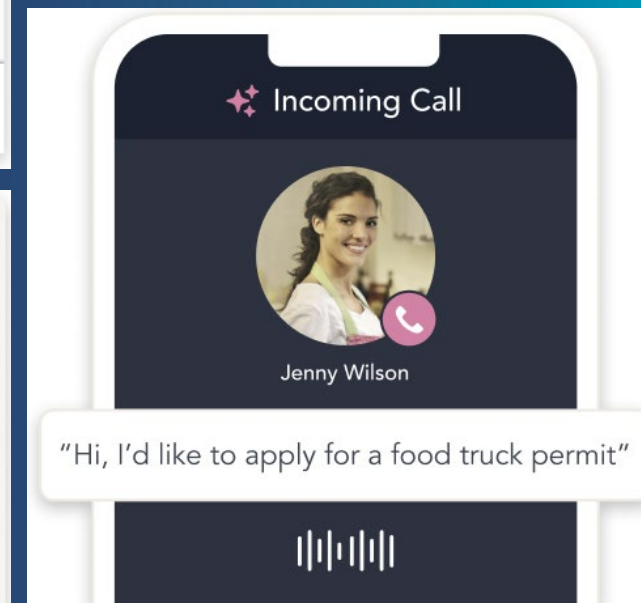 Incoming Call
Jenny Wilson
“Hi, I’d like to apply for a food truck permit”